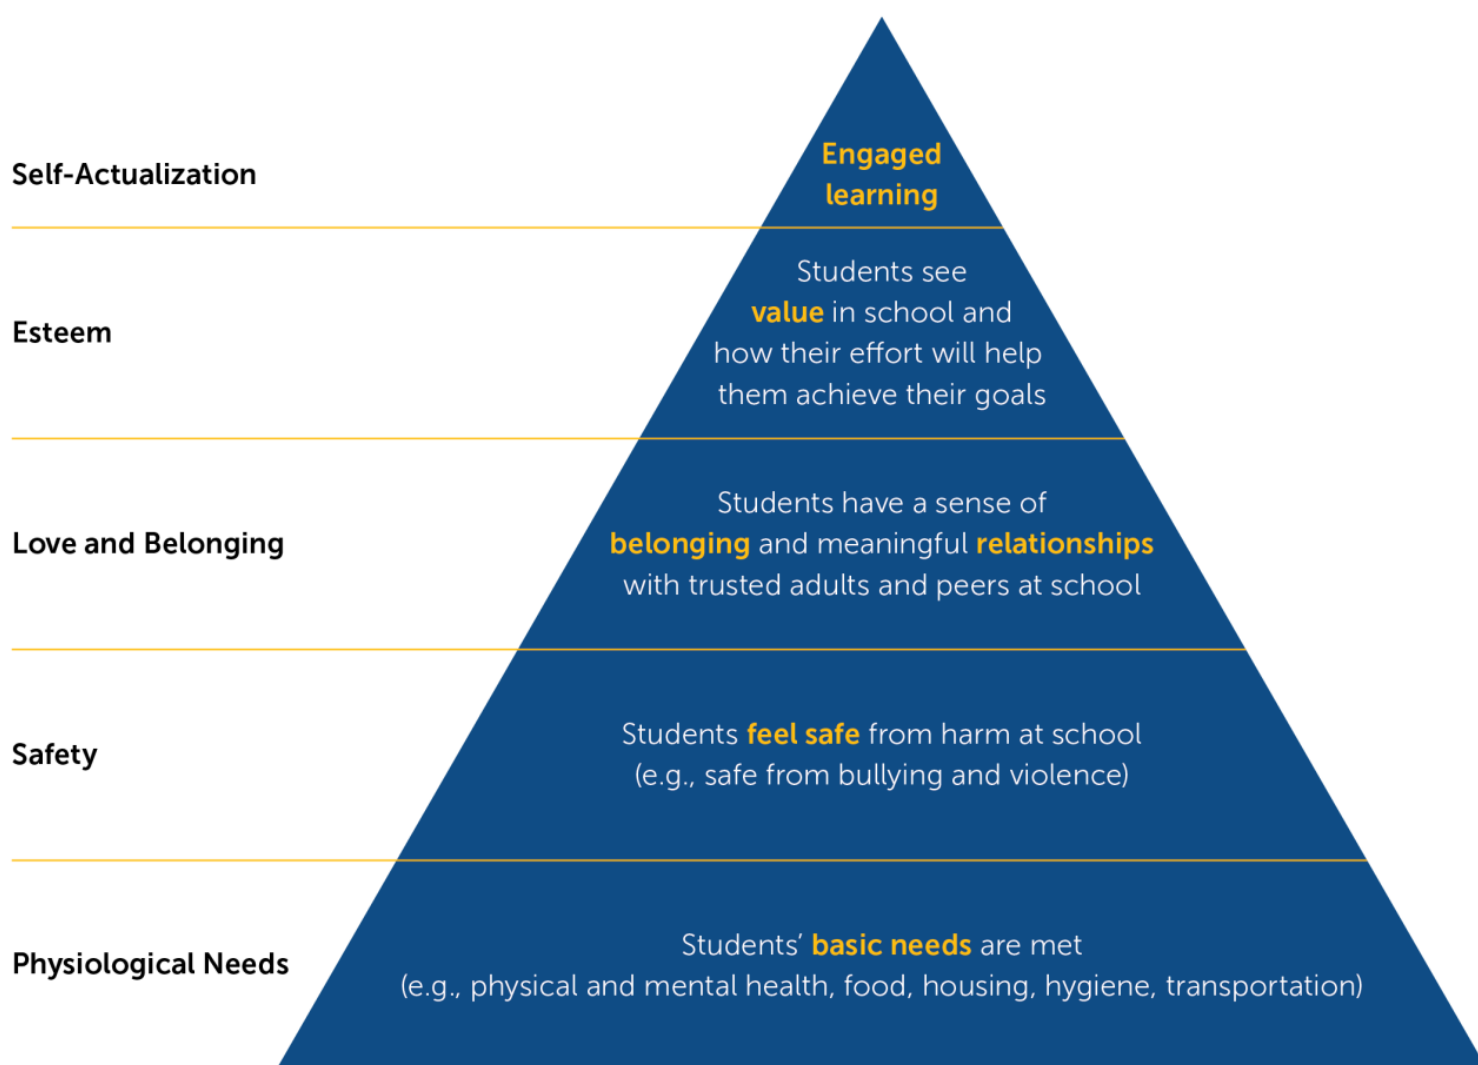 Self-Actualization
Engaged
learning
Esteem
Students see
value in school and
how their effort will help
them achieve their goals
Love and Belonging
Students have a sense of
belonging and meaningful relationships
with trusted adults and peers at school
Safety
Students feel safe from harm at school
(e.g., safe from bullying and violence)
Physiological Needs
Students’ basic needs are met
(e.g., physical and mental health, food, housing, hygiene, transportation)